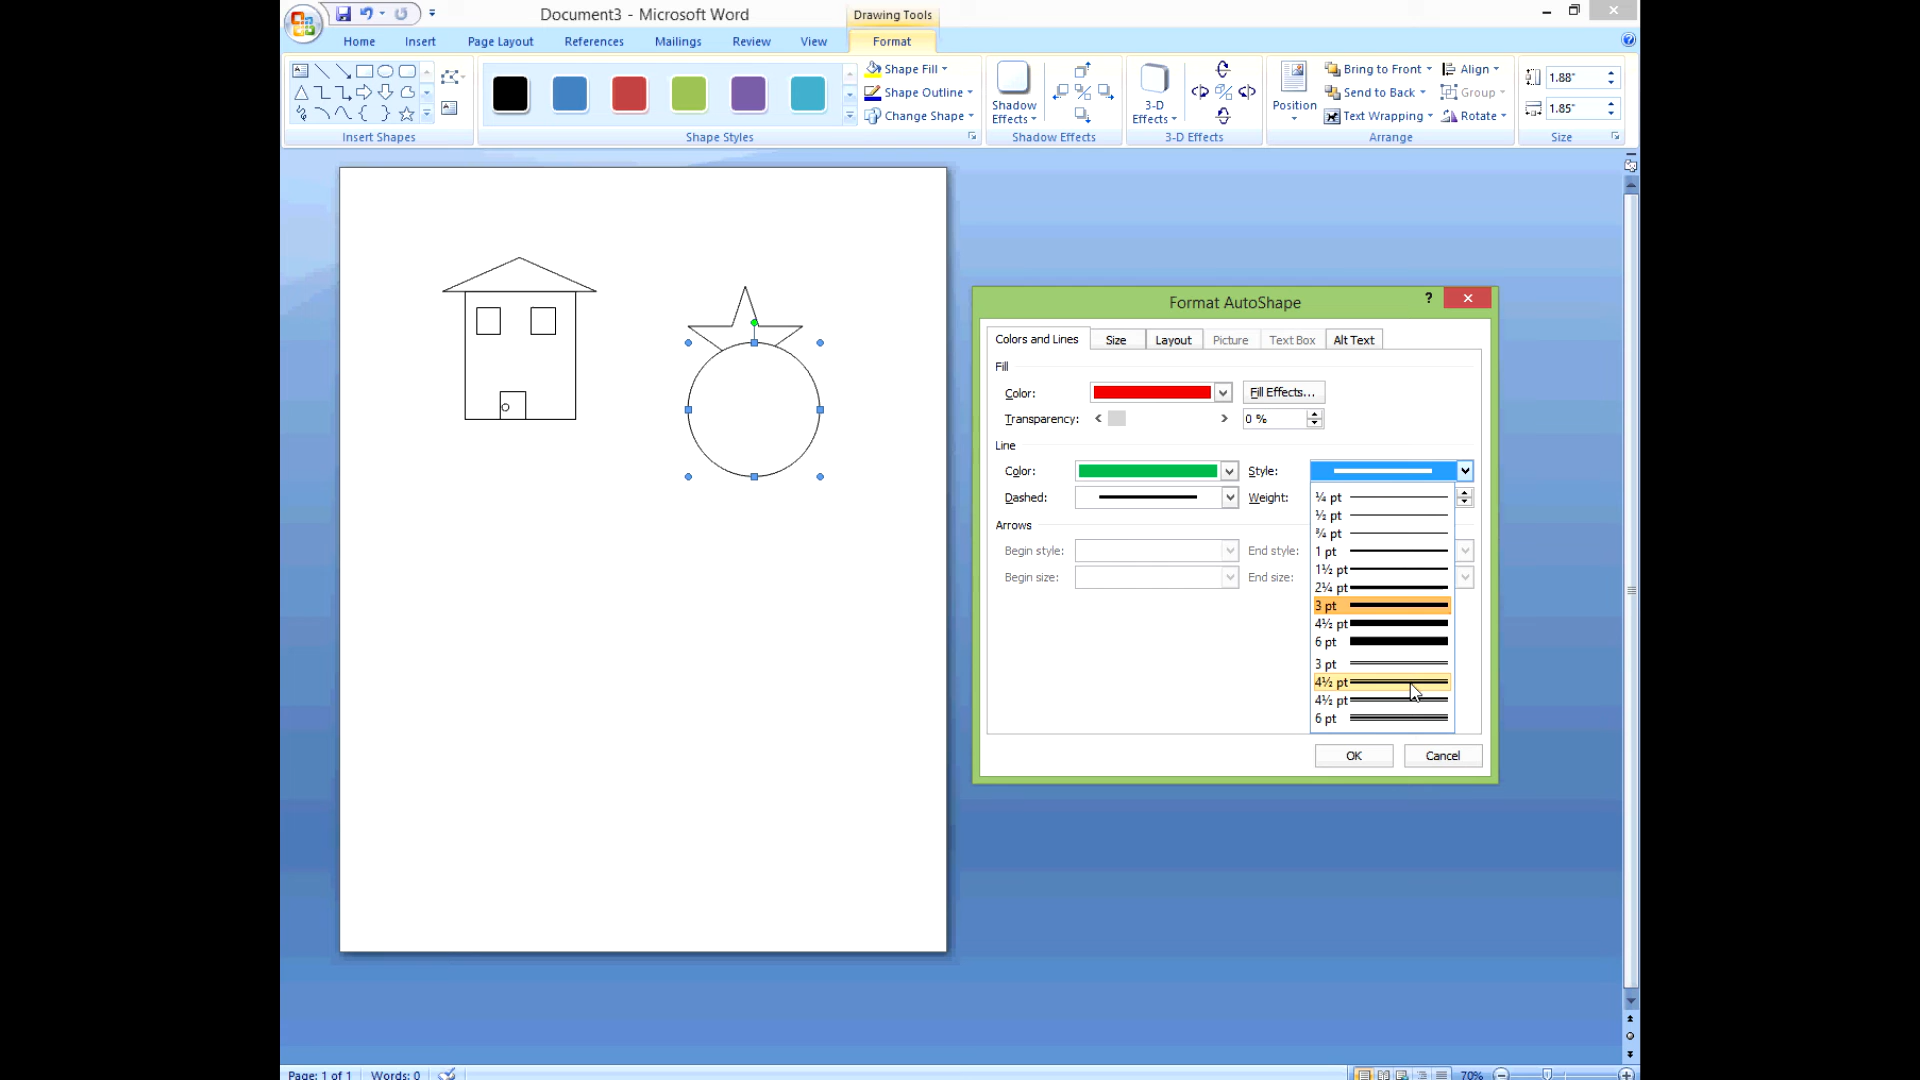 Document3 - Microsoft Word
Drawing Tools
Home Insert Page Layout References Mailings Review View Format
Shape Fill
Shape Outline
Change Shape
Shadow Effects
3-D Effects
Position
Bring to Front
Send to Back
Text Wrapping
Align
Group
Rotate
1.88"
1.85"
Insert Shapes Shape Styles Shadow Effects 3-D Effects Arrange Size
Format AutoShape
?
Colors and Lines Size Layout Picture Text Box Alt Text
Fill
Color: Fill Effects...
Transparency: < > 0 %
Line
Color: Style:
Dashed: Weight:
Arrows
Begin style: End style:
Begin size: End size:
¼ pt
½ pt
¾ pt
1 pt
1½ pt
2¼ pt
3 pt
4½ pt
6 pt
3 pt
4½ pt
4½ pt
6 pt
OK Cancel
Page: 1 of 1 Words: 0 70%